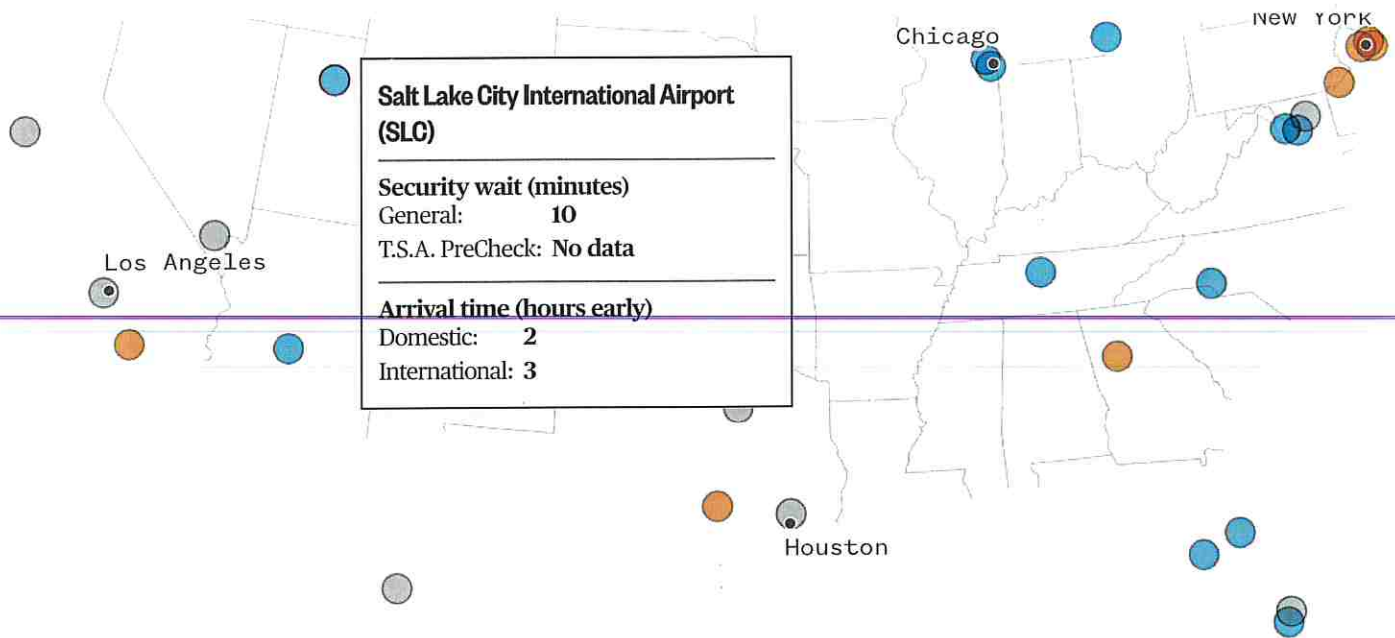 New York
Chicago
Salt Lake City International Airport
(SLC)
Security wait (minutes)
General: 10
T.S.A. PreCheck: No data
Los Angeles
Arrival time (hours early)
Domestic: 2
International: 3
Houston